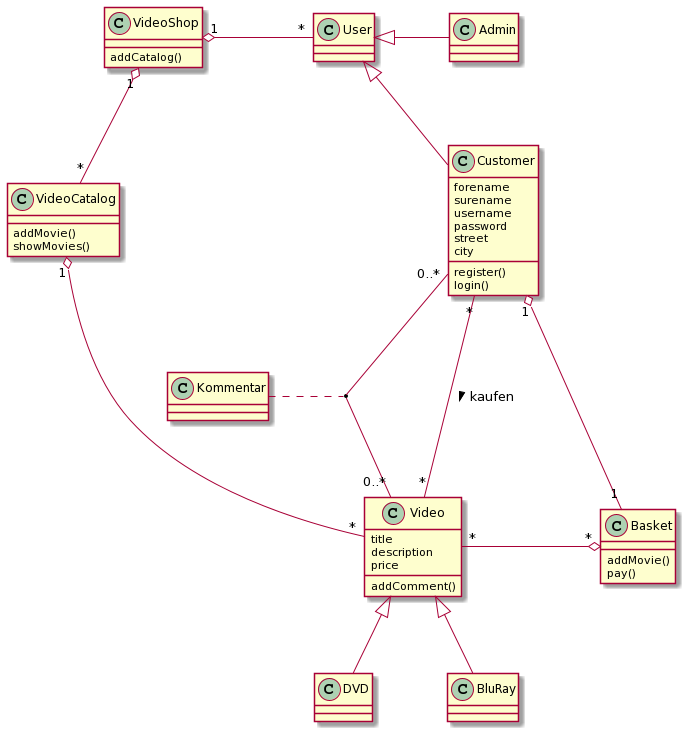 C VideoShop
addCatalog()
1
*
C User
C Admin
1
*
C VideoCatalog
addMovie()
showMovies()
1
C Customer
forename
surename
username
password
street
city
register()
login()
0..*
*
1
C Kommentar
kaufen
0..*
*
1
*
C Video
title
description
price
addComment()
*
*
C Basket
addMovie()
pay()
C DVD
C BluRay